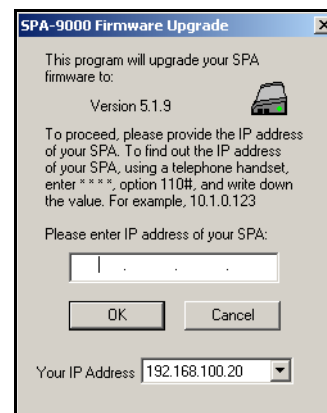 SPA-9000 Firmware Upgrade
This program will upgrade your SPA
firmware to:
Version 5.1.9
To proceed, please provide the IP address
of your SPA. To find out the IP address
of your SPA, using a telephone handset,
enter * * * *, option 110#, and write down
the value. For example, 10.1.0.123
Please enter IP address of your SPA:
. . .
OK Cancel
Your IP Address 192.168.100.20